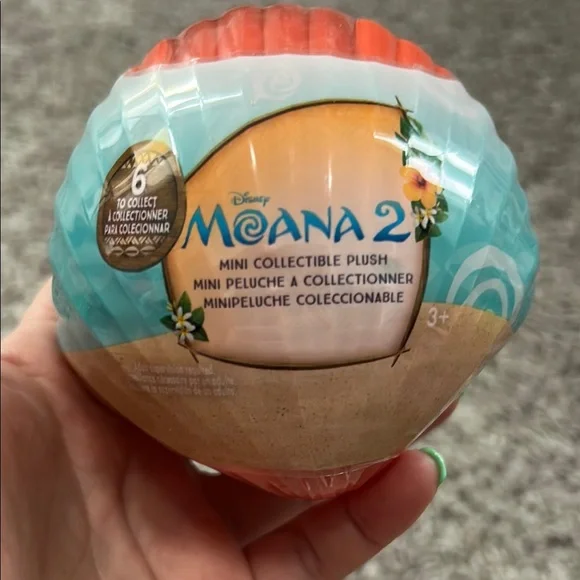 6
TO COLLECT
À COLLECTIONNER
PARA COLECCIONAR
Disney
MOANA 2
MINI COLLECTIBLE PLUSH
MINI PELUCHE À COLLECTIONNER
MINIPELUCHE COLECCIONABLE
3+